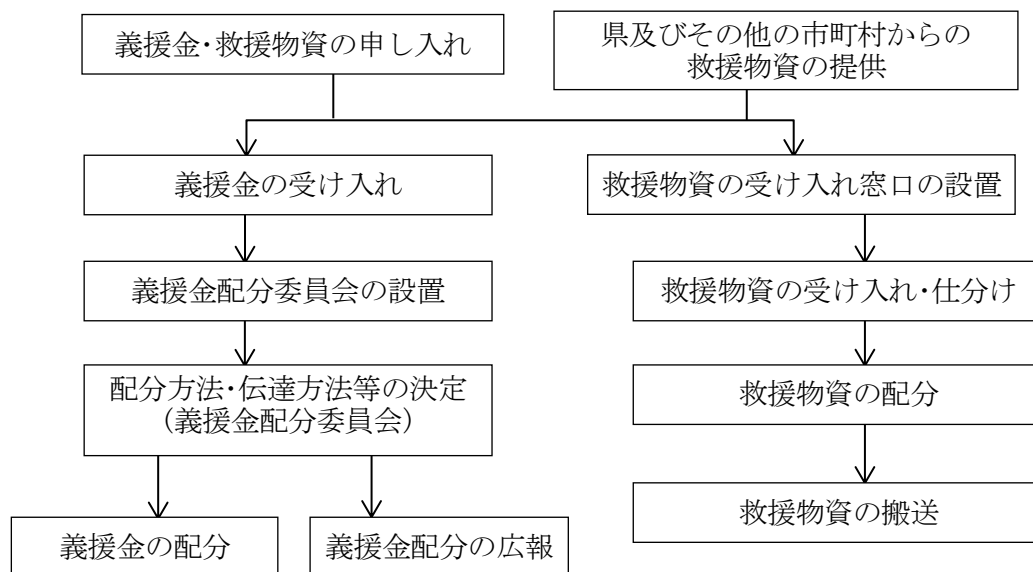 義援金・救援物資の申し入れ
県及びその他の市町村からの
救援物資の提供
義援金の受け入れ
救援物資の受け入れ窓口の設置
義援金配分委員会の設置
救援物資の受け入れ・仕分け
配分方法・伝達方法等の決定
（義援金配分委員会）
救援物資の配分
義援金の配分
義援金配分の広報
救援物資の搬送